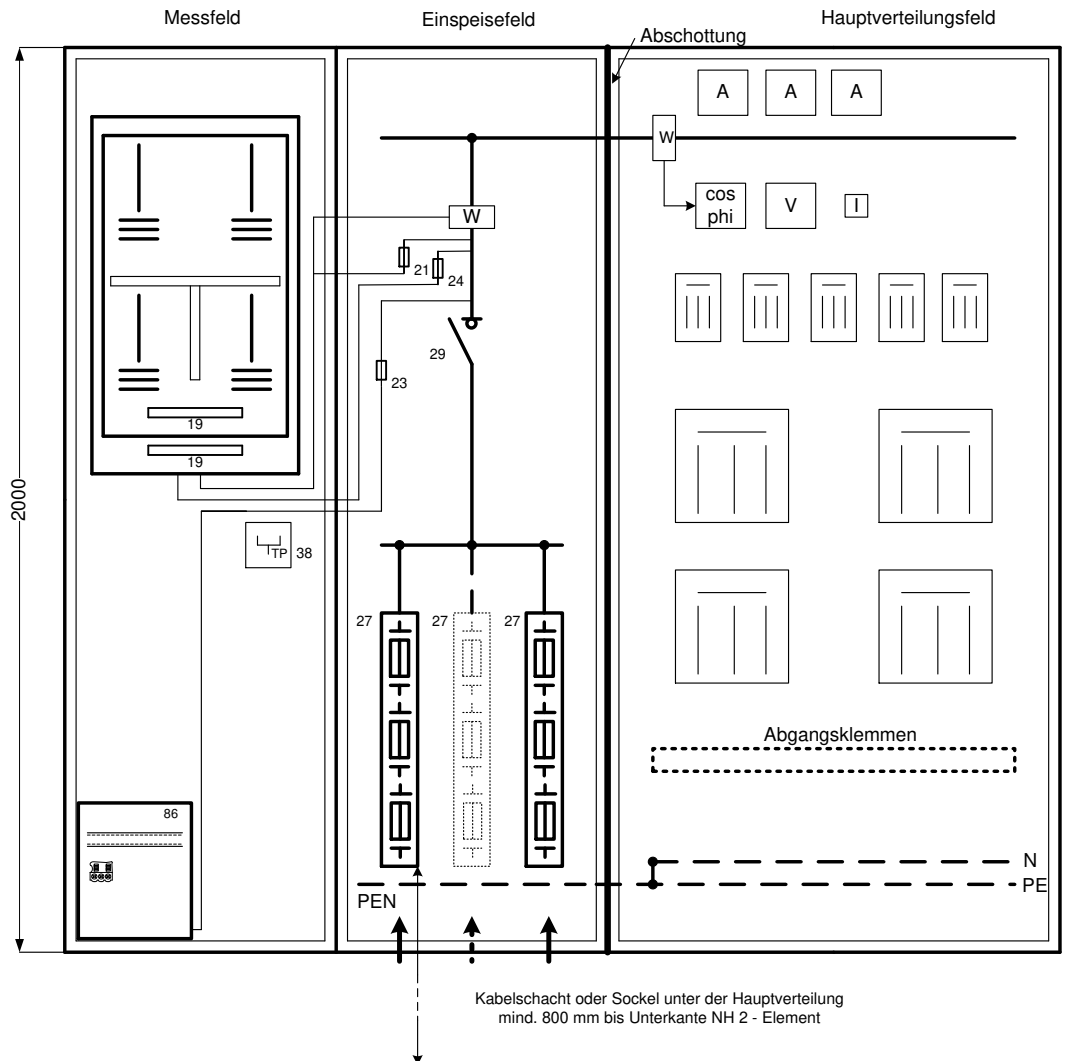 Messfeld
Einspeisefeld
Hauptverteilungsfeld
Abschottung
A
A
A
W
cos
phi
V
I
W
21
24
29
23
19
19
2000
TP
38
27
27
27
Abgangsklemmen
86
N
PE
PEN
Kabelschacht oder Sockel unter der Hauptverteilung
mind. 800 mm bis Unterkante NH 2 - Element